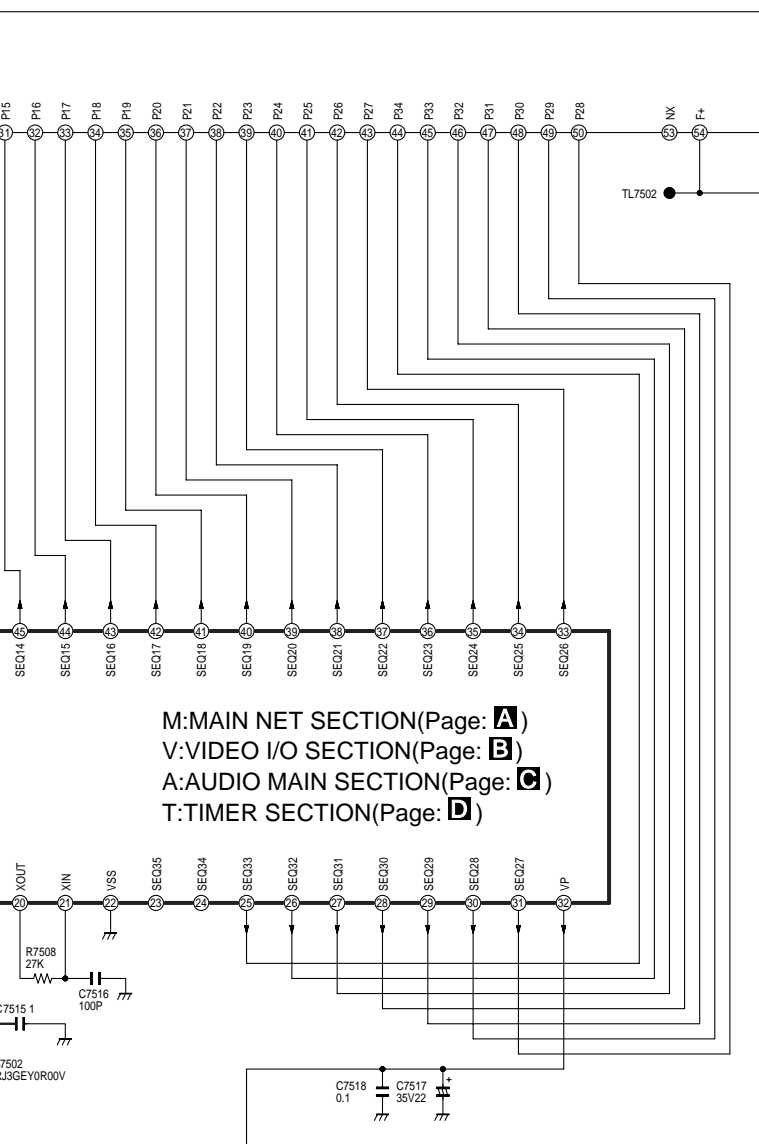 P15 P16 P17 P18 P19 P20 P21 P22 P23 P24 P25 P26 P27 P34 P33 P32 P31 P30 P29 P28 NX F+
31 32 33 34 35 36 37 38 39 40 41 42 43 44 45 46 47 48 49 50 53 54
TL7502
45 44 43 42 41 40 39 38 37 36 35 34 33
SEQ14 SEQ15 SEQ16 SEQ17 SEQ18 SEQ19 SEQ20 SEQ21 SEQ22 SEQ23 SEQ24 SEQ25 SEQ26
M:MAIN NET SECTION(Page: A )
V:VIDEO I/O SECTION(Page: B )
A:AUDIO MAIN SECTION(Page: C )
T:TIMER SECTION(Page: D )
XOUT XIN VSS SEQ35 SEQ34 SEQ33 SEQ32 SEQ31 SEQ30 SEQ29 SEQ28 SEQ27 VP
20 21 22 23 24 25 26 27 28 29 30 31 32
R7508
27K
C7516
100P
C7515 1
7502
RJ3GEY0R00V
C7518
0.1
C7517
35V22
+